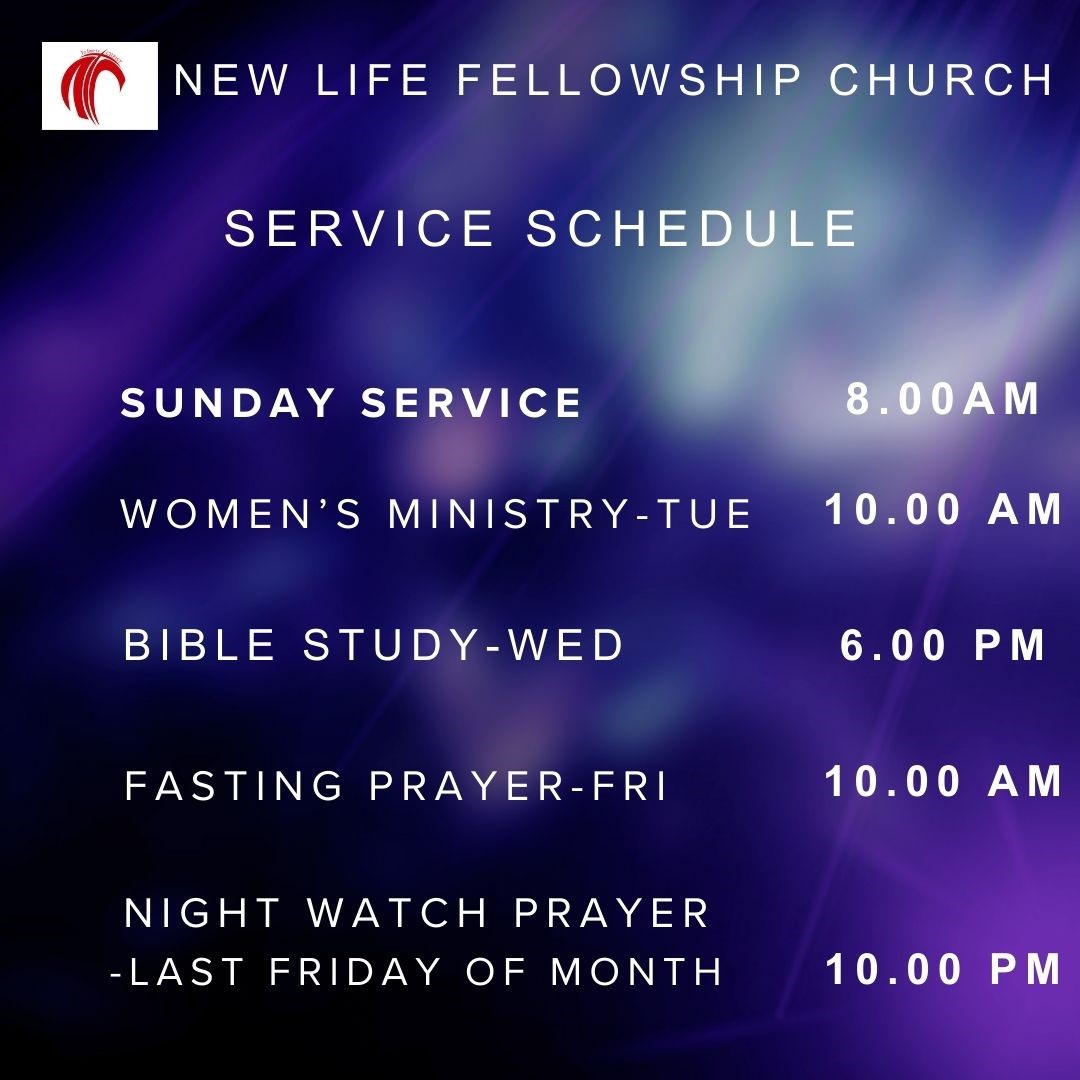 NEW LIFE FELLOWSHIP CHURCH
SERVICE SCHEDULE
SUNDAY SERVICE 8.00AM
WOMEN’S MINISTRY-TUE 10.00 AM
BIBLE STUDY-WED 6.00 PM
FASTING PRAYER-FRI 10.00 AM
NIGHT WATCH PRAYER
-LAST FRIDAY OF MONTH 10.00 PM